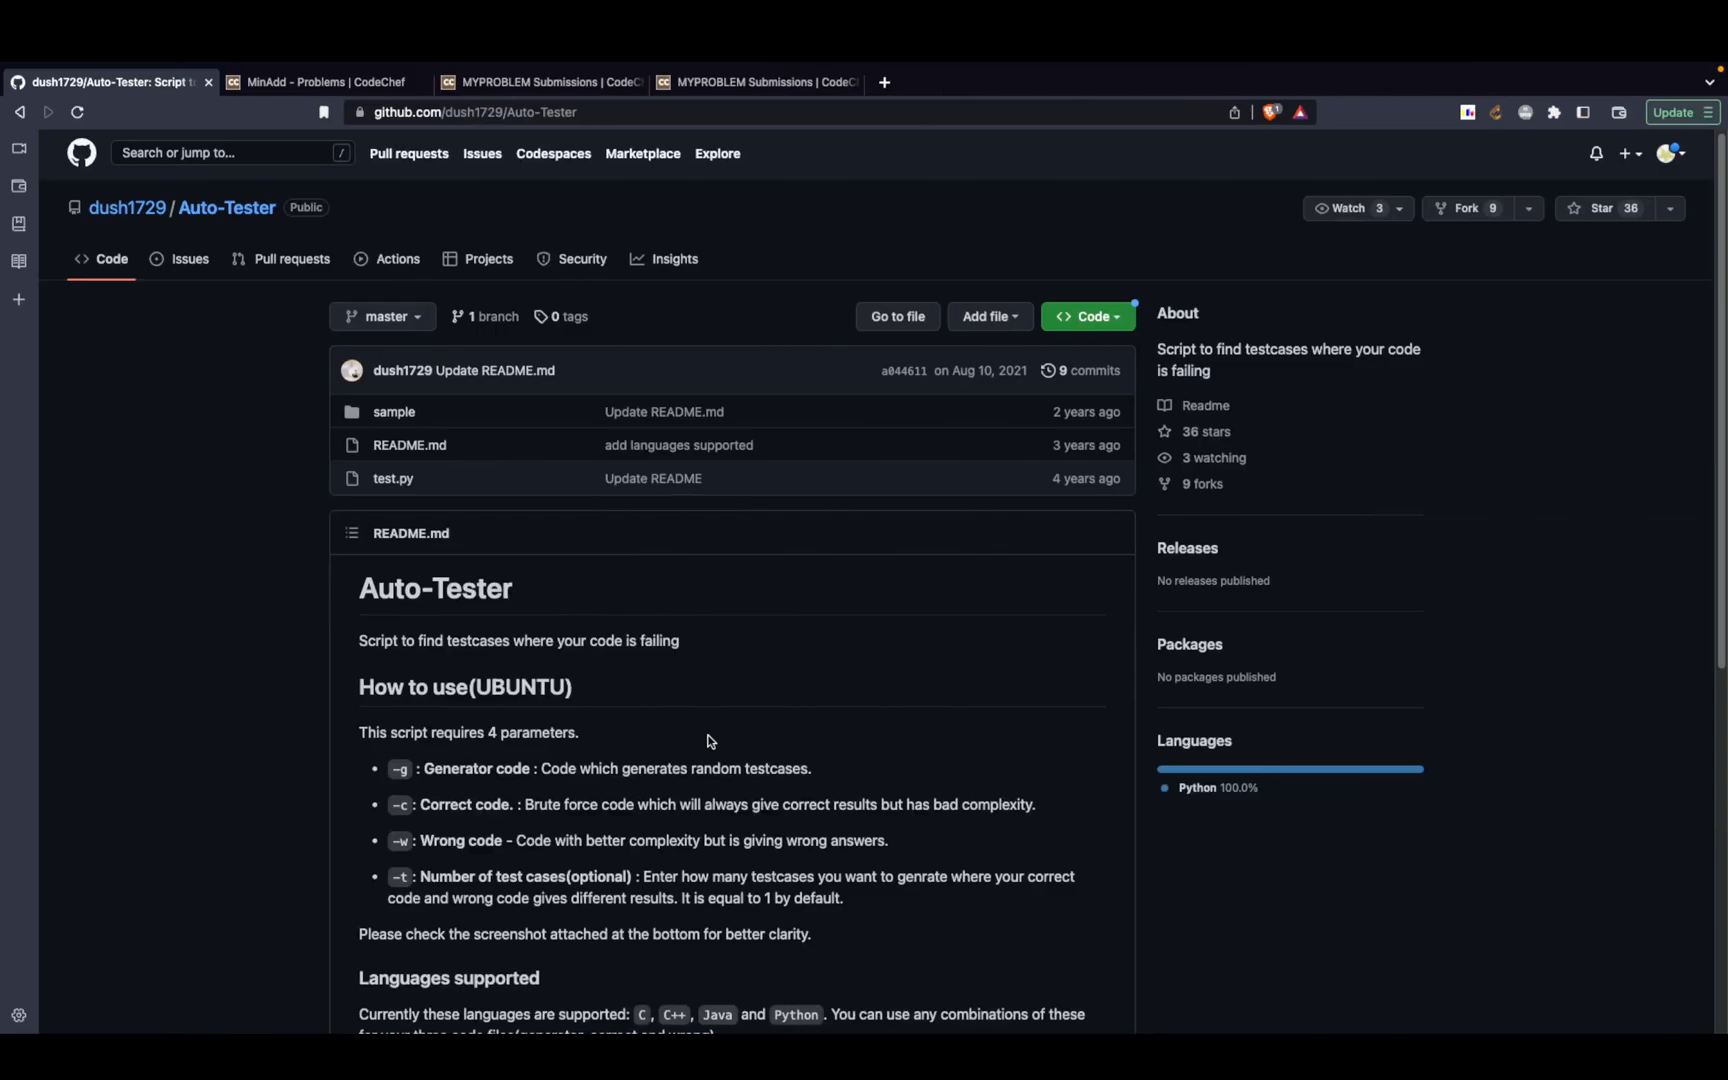 dush1729/Auto-Tester: Script t
MinAdd - Problems | CodeChef
MYPROBLEM Submissions | CodeC
MYPROBLEM Submissions | CodeC
github.com/dush1729/Auto-Tester
1
Update
Search or jump to...
/
Pull requests
Issues
Codespaces
Marketplace
Explore
dush1729 / Auto-Tester
Public
Watch 3
Fork 9
Star 36
Code
Issues
Pull requests
Actions
Projects
Security
Insights
master
1 branch
0 tags
Go to file
Add file
Code
dush1729 Update README.md
a044611 on Aug 10, 2021
9 commits
sample
Update README.md
2 years ago
README.md
add languages supported
3 years ago
test.py
Update README
4 years ago
README.md
Auto-Tester
Script to find testcases where your code is failing
How to use(UBUNTU)
This script requires 4 parameters.
-g : Generator code : Code which generates random testcases.
-c : Correct code. : Brute force code which will always give correct results but has bad complexity.
-w : Wrong code - Code with better complexity but is giving wrong answers.
-t : Number of test cases(optional) : Enter how many testcases you want to genrate where your correct
code and wrong code gives different results. It is equal to 1 by default.
Please check the screenshot attached at the bottom for better clarity.
Languages supported
Currently these languages are supported: C , C++ , Java and Python . You can use any combinations of these
About
Script to find testcases where your code
is failing
Readme
36 stars
3 watching
9 forks
Releases
No releases published
Packages
No packages published
Languages
Python 100.0%